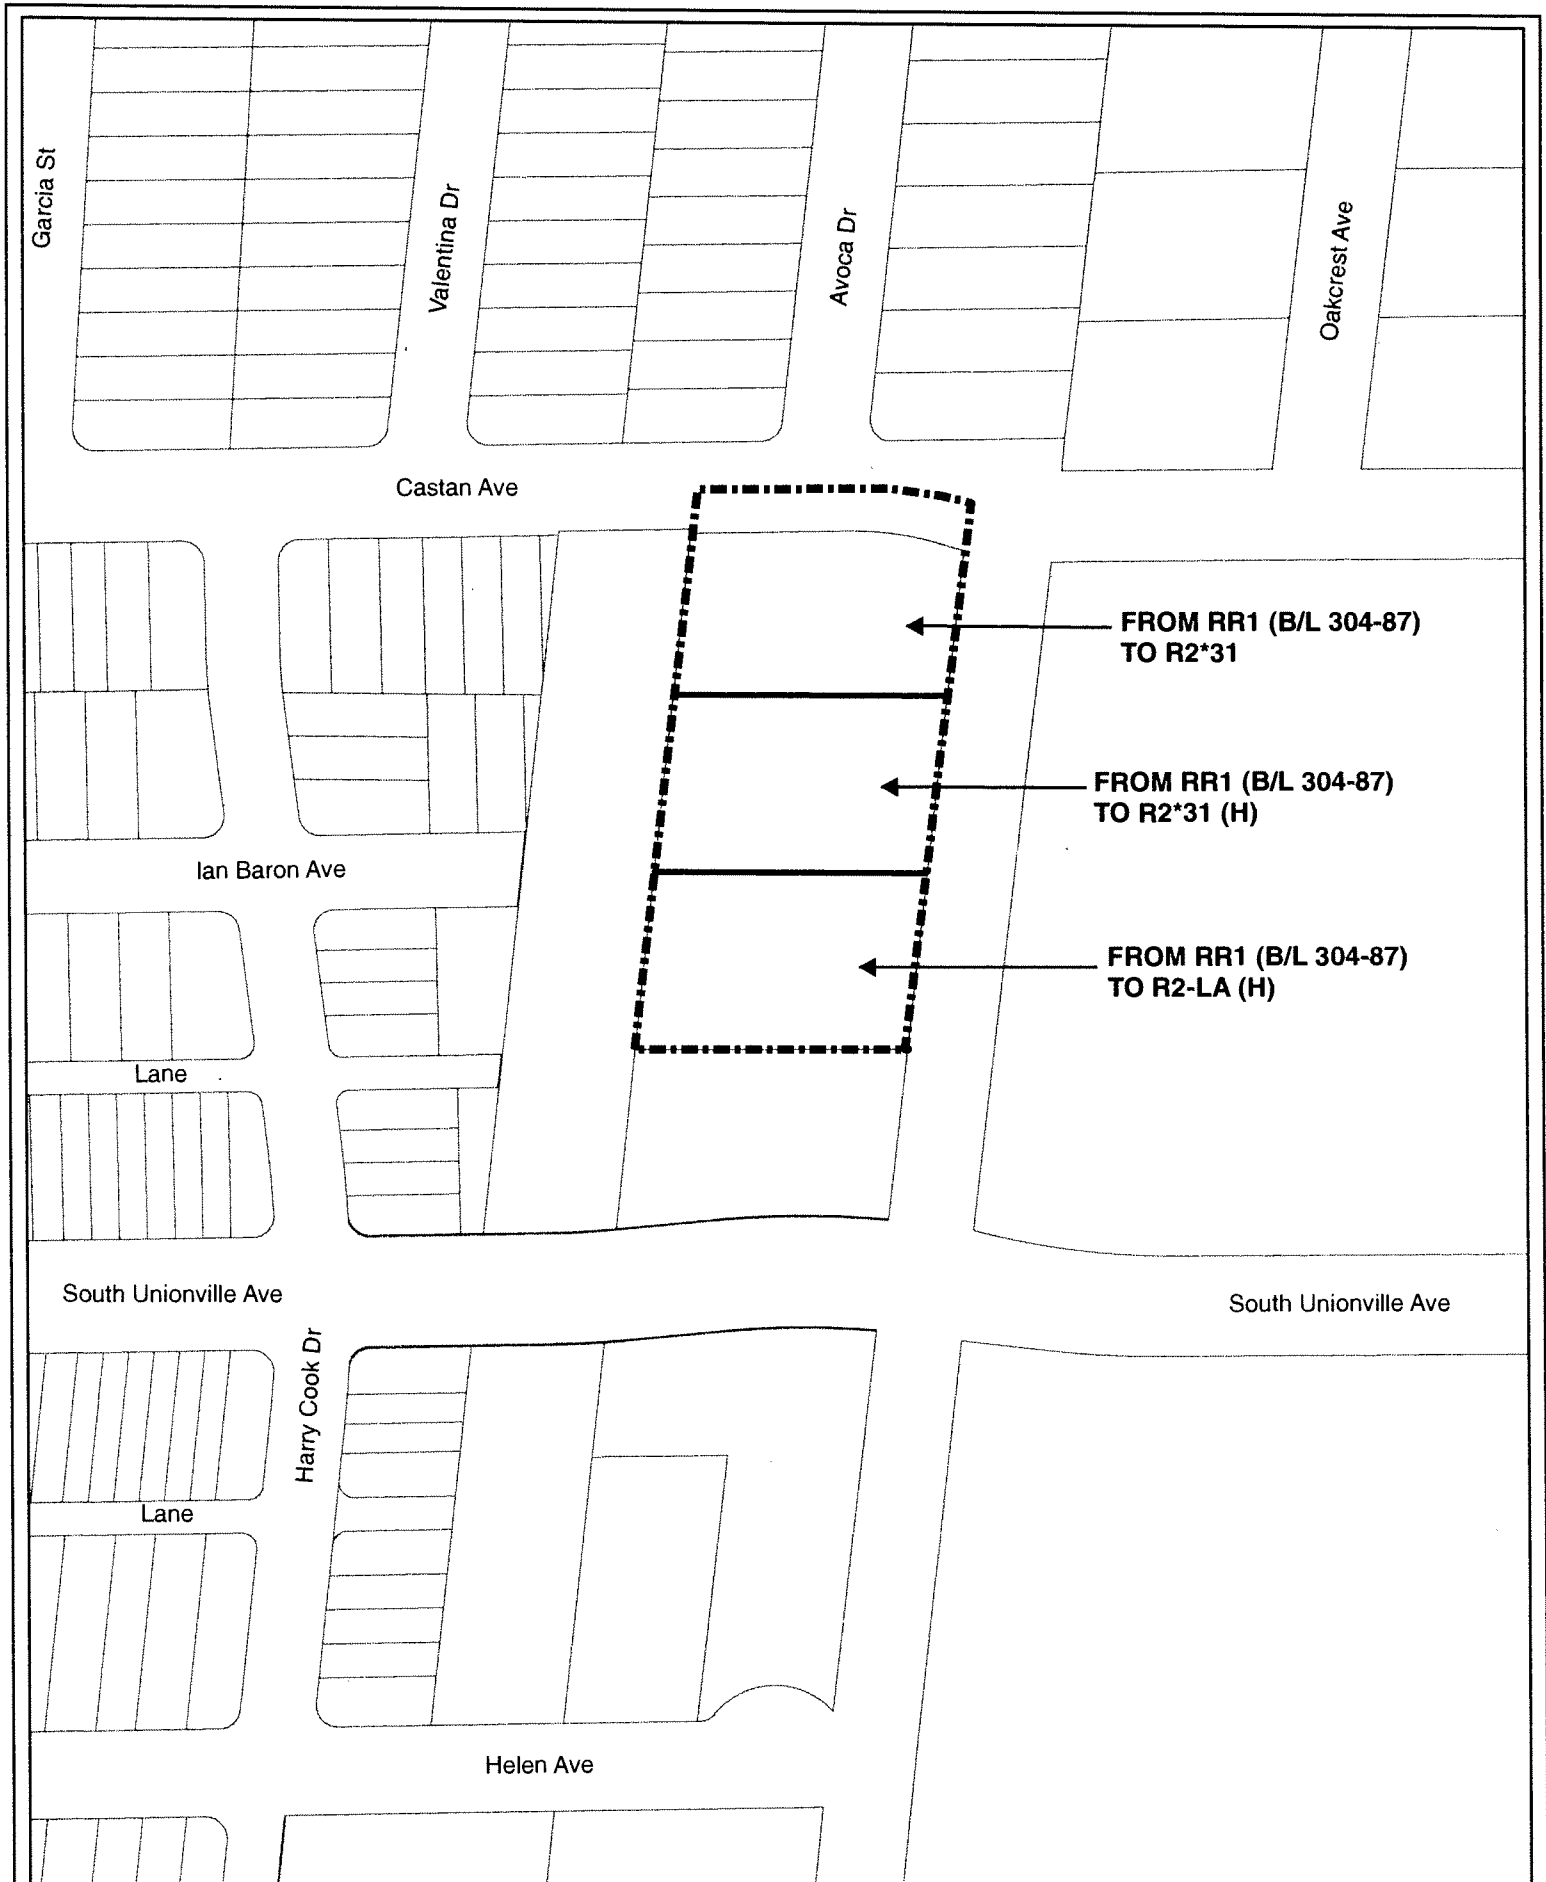 Garcia St
Valentina Dr
Avoca Dr
Oakcrest Ave
Castan Ave
FROM RR1 (B/L 304-87)
TO R2*31
FROM RR1 (B/L 304-87)
TO R2*31 (H)
Ian Baron Ave
FROM RR1 (B/L 304-87)
TO R2-LA (H)
Lane
South Unionville Ave
South Unionville Ave
Harry Cook Dr
Lane
Helen Ave